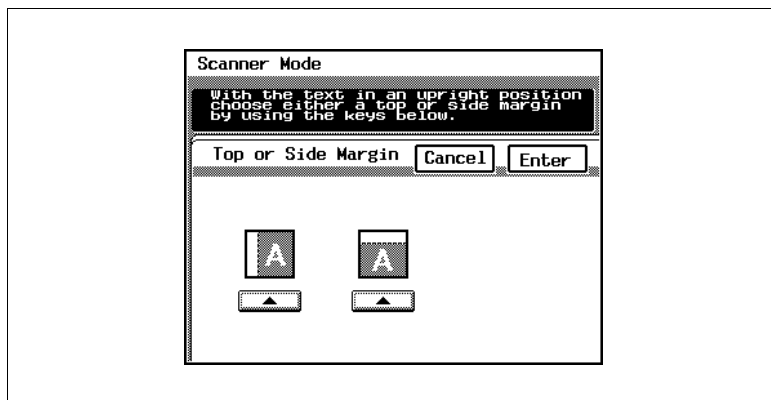 Scanner Mode
With the text in an upright position
choose either a top or side margin
by using the keys below.
Top or Side Margin Cancel Enter
A A